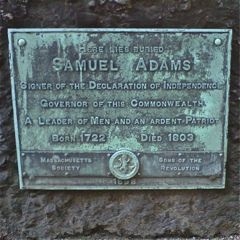 Here lies buried
Samuel Adams
Signer of the Declaration of Independence
Governor of this Commonwealth
A Leader of Men and an ardent Patriot
Born 1722 Died 1803
Massachusetts Society Sons of the Revolution
1898